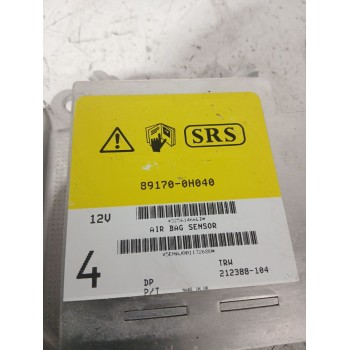 SRS
89170-0H040
12V
AIR BAG SENSOR
4
TRW
212388-104
DP
P/T